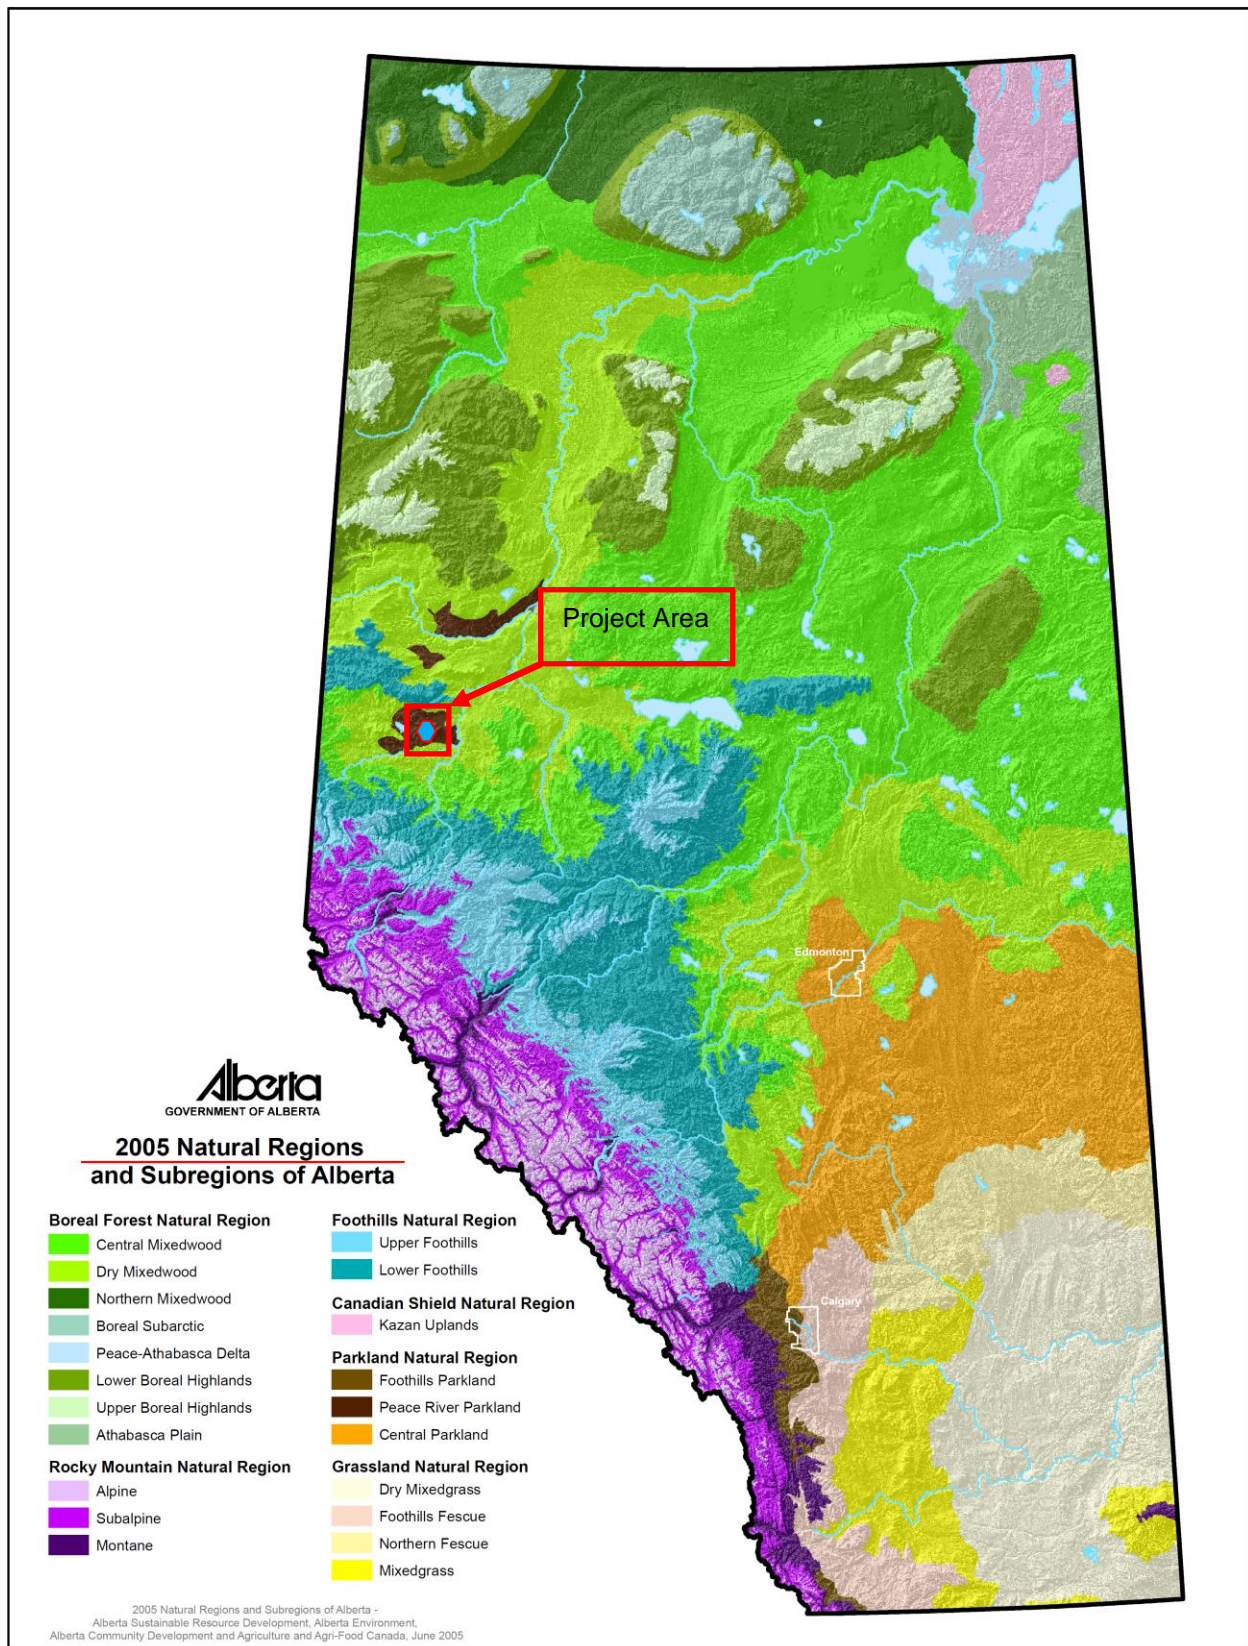 Project Area
Edmonton
Calgary
Alberta
GOVERNMENT OF ALBERTA
2005 Natural Regions
and Subregions of Alberta
Boreal Forest Natural Region
Central Mixedwood
Dry Mixedwood
Northern Mixedwood
Boreal Subarctic
Peace-Athabasca Delta
Lower Boreal Highlands
Upper Boreal Highlands
Athabasca Plain
Rocky Mountain Natural Region
Alpine
Subalpine
Montane
Foothills Natural Region
Upper Foothills
Lower Foothills
Canadian Shield Natural Region
Kazan Uplands
Parkland Natural Region
Foothills Parkland
Peace River Parkland
Central Parkland
Grassland Natural Region
Dry Mixedgrass
Foothills Fescue
Northern Fescue
Mixedgrass
2005 Natural Regions and Subregions of Alberta -
Alberta Sustainable Resource Development, Alberta Environment,
Alberta Community Development and Agriculture and Agri-Food Canada, June 2005